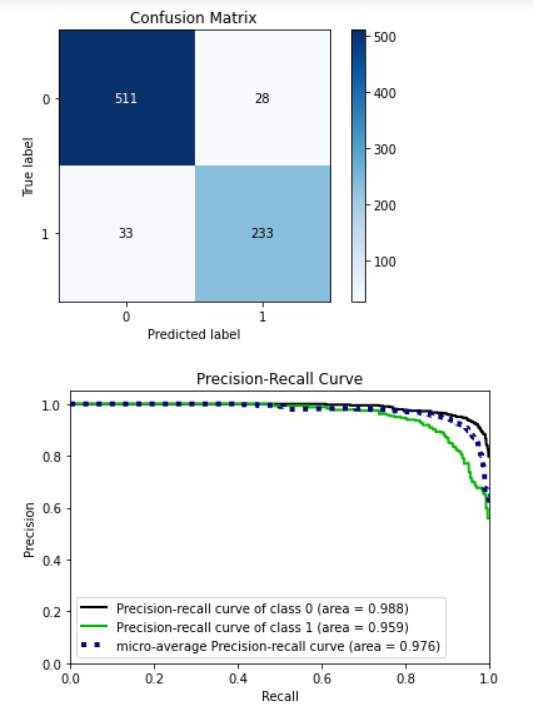 Confusion Matrix
500
0
511
28
400
True label
300
200
1
33
233
100
0
1
Predicted label
Precision-Recall Curve
1.0
0.8
0.6
Precision
0.4
0.2
Precision-recall curve of class 0 (area = 0.988)
Precision-recall curve of class 1 (area = 0.959)
micro-average Precision-recall curve (area = 0.976)
0.0
0.0
0.2
0.4
0.6
0.8
1.0
Recall